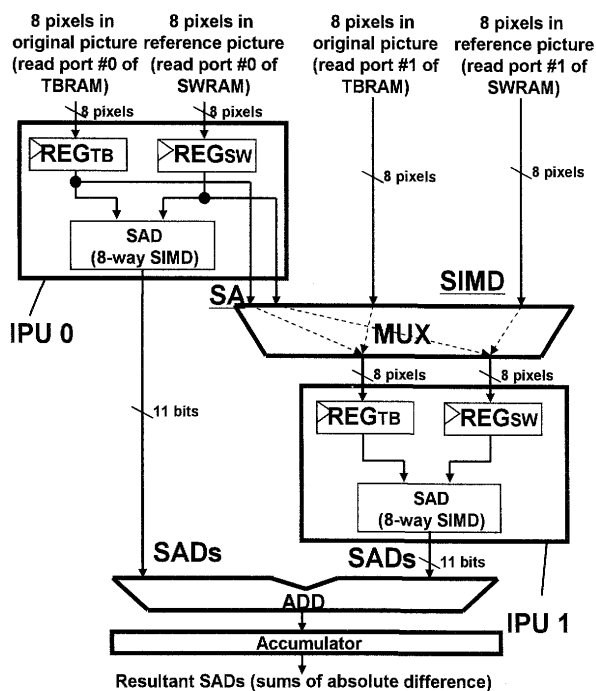 8 pixels in
original picture
(read port #0 of
TBRAM)
8 pixels in
reference picture
(read port #0 of
SWRAM)
8 pixels in
original picture
(read port #1 of
TBRAM)
8 pixels in
reference picture
(read port #1 of
SWRAM)
8 pixels
8 pixels
REGTB
REGSW
8 pixels
8 pixels
SAD
(8-way SIMD)
SA
SIMD
IPU 0
MUX
8 pixels
8 pixels
11 bits
REGTB
REGSW
SAD
(8-way SIMD)
SADs
SADs
11 bits
ADD
IPU 1
Accumulator
Resultant SADs (sums of absolute difference)